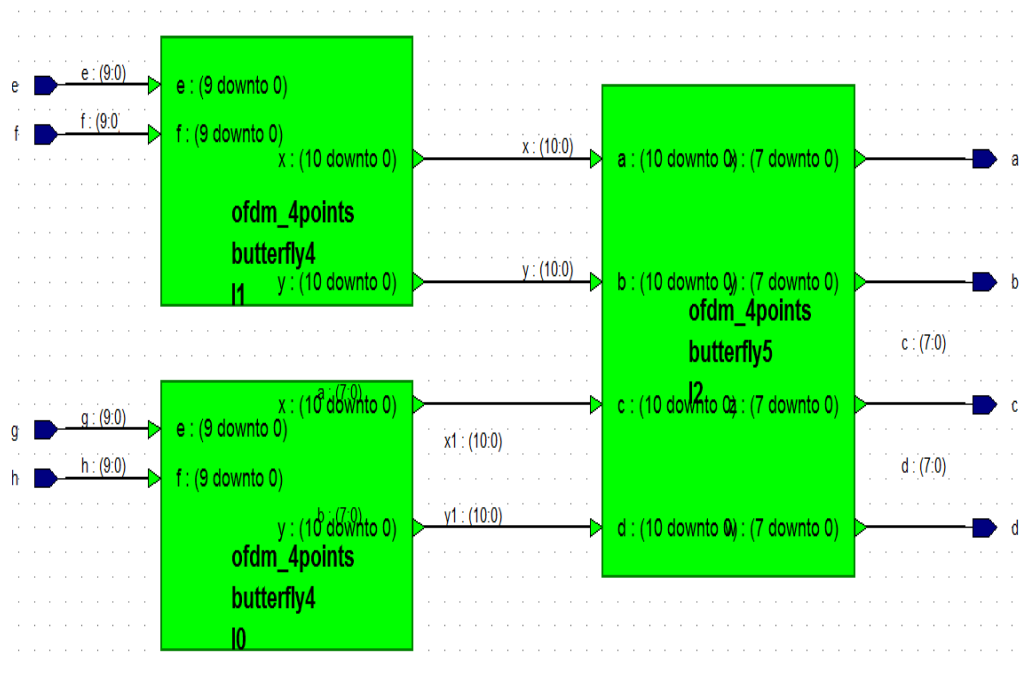 e
e : (9:0)
e : (9 downto 0)
f
f : (9:0
f : (9 downto 0)
x : (10 downto 0)
x : (10:0)
a : (10 downto 0)
x : (7 downto 0)
a
ofdm_4points
butterfly4
I1
y : (10 downto 0)
y : (10:0)
b : (10 downto 0)
y : (7 downto 0)
b
ofdm_4points
butterfly5
I2
c : (7:0)
a : (7:0)
x : (10 downto 0)
c : (10 downto 0)
z : (7 downto 0)
c
g
g : (9:0)
e : (9 downto 0)
x1 : (10:0)
d : (7:0)
h
h : (9:0)
f : (9 downto 0)
b : (7:0)
y : (10 downto 0)
y1 : (10:0)
d : (10 downto 0)
: (7 downto 0)
d
ofdm_4points
butterfly4
I0